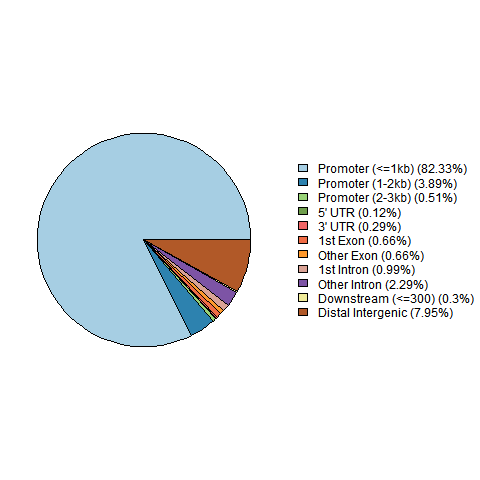 Promoter (<=1kb) (82.33%)
Promoter (1-2kb) (3.89%)
Promoter (2-3kb) (0.51%)
5' UTR (0.12%)
3' UTR (0.29%)
1st Exon (0.66%)
Other Exon (0.66%)
1st Intron (0.99%)
Other Intron (2.29%)
Downstream (<=300) (0.3%)
Distal Intergenic (7.95%)